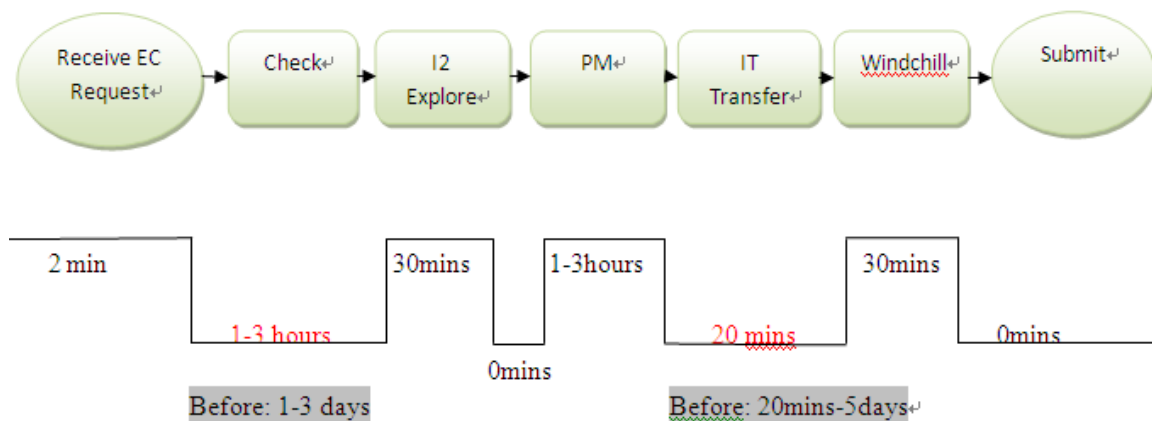 Receive EC
Request
Check
I2
Explore
PM
IT
Transfer
Windchill
Submit
2 min
30mins
1-3hours
30mins
1-3 hours
20 mins
0mins
0mins
Before: 1-3 days
Before: 20mins-5days